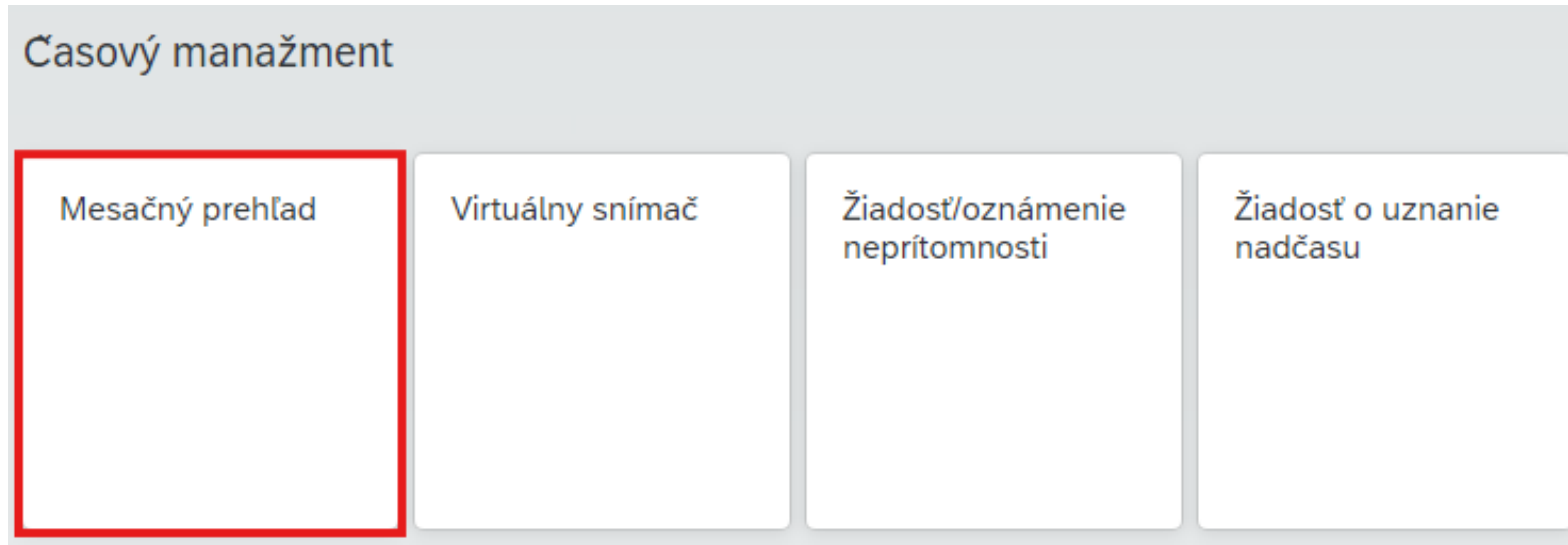 Časový manažment
Mesačný prehľad
Virtuálny snímač
Žiadosť/oznámenie
neprítomnosti
Žiadosť o uznanie
nadčasu